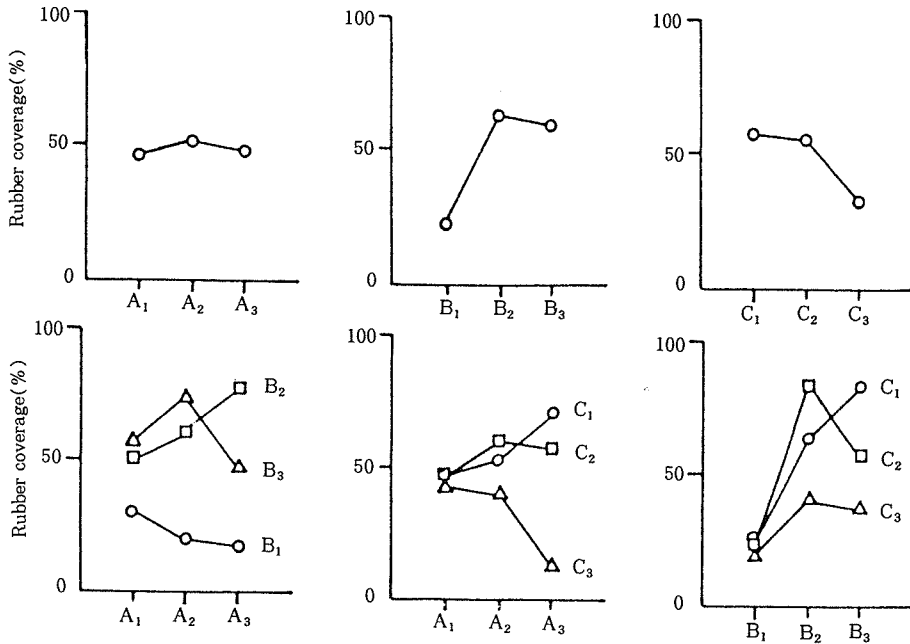 Rubber coverage(%)
100
50
0
A₁ A₂ A₃
100
50
0
B₁ B₂ B₃
100
50
0
C₁ C₂ C₃
Rubber coverage(%)
100
50
0
B₂
B₃
B₁
A₁ A₂ A₃
100
50
0
C₁
C₂
C₃
A₁ A₂ A₃
100
50
0
C₁
C₂
C₃
B₁ B₂ B₃